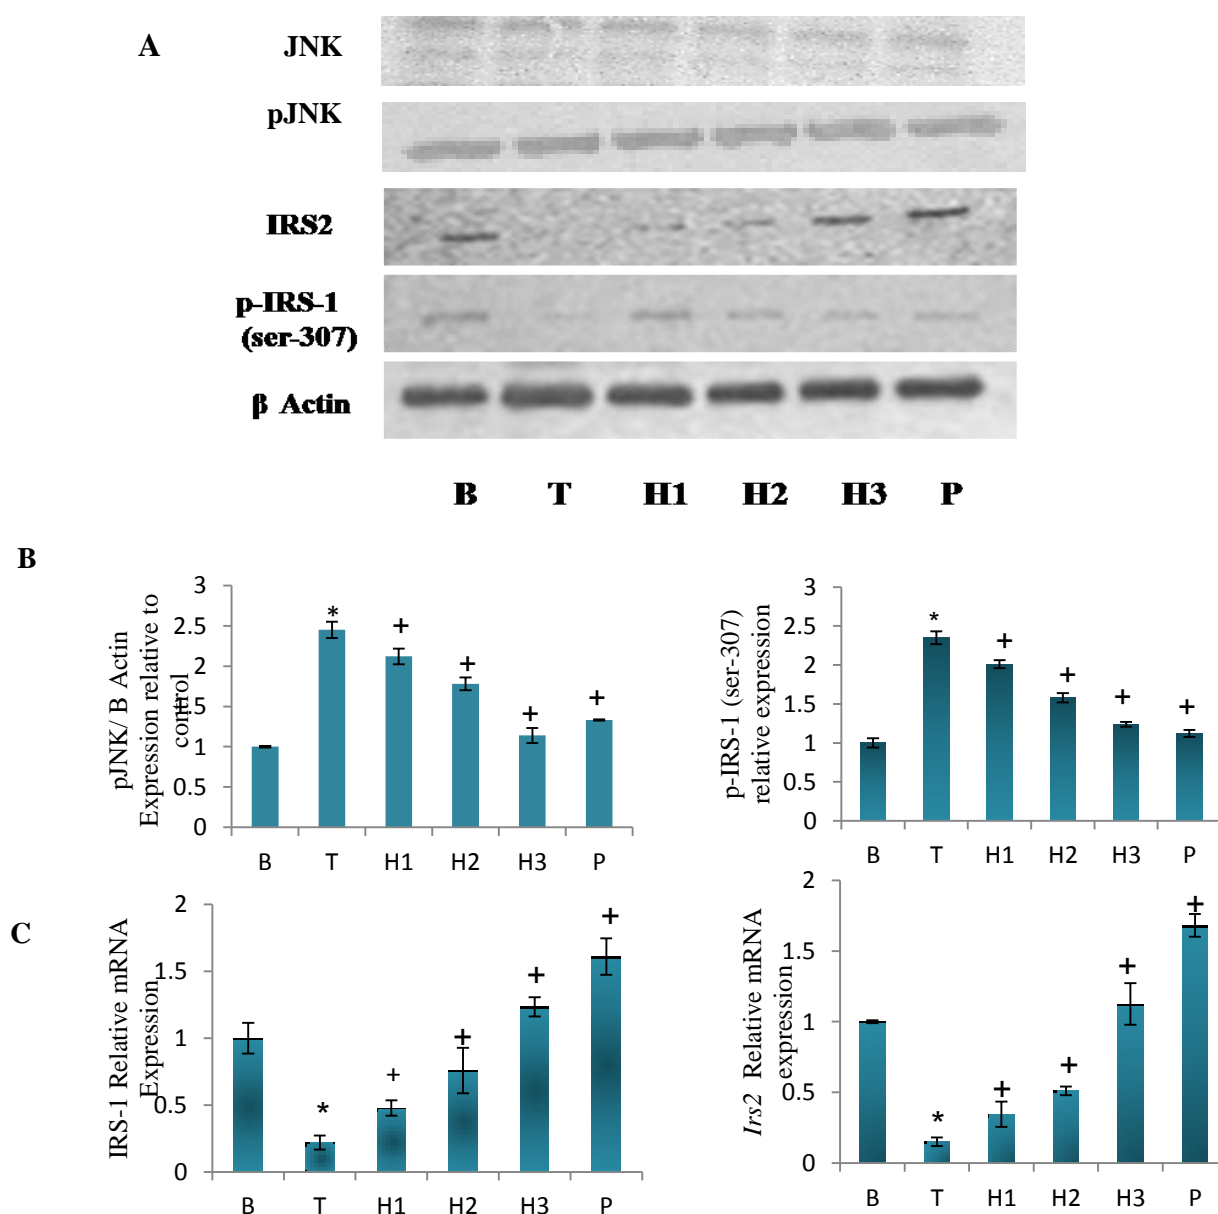 A
JNK
pJNK
IRS2
p-IRS-1
(ser-307)
β Actin
B T H1 H2 H3 P
B
pJNK/ B Actin
Expression relative to
control
3
2.5
2
1.5
1
0.5
0
* + + + +
B T H1 H2 H3 P
p-IRS-1 (ser-307)
relative expression
3
2.5
2
1.5
1
0.5
0
* + + + +
B T H1 H2 H3 P
C
IRS-1 Relative mRNA
Expression
2
1.5
1
0.5
0
* + + + +
B T H1 H2 H3 P
Irs2 Relative mRNA
expression
2
1.5
1
0.5
0
* + + + +
B T H1 H2 H3 P